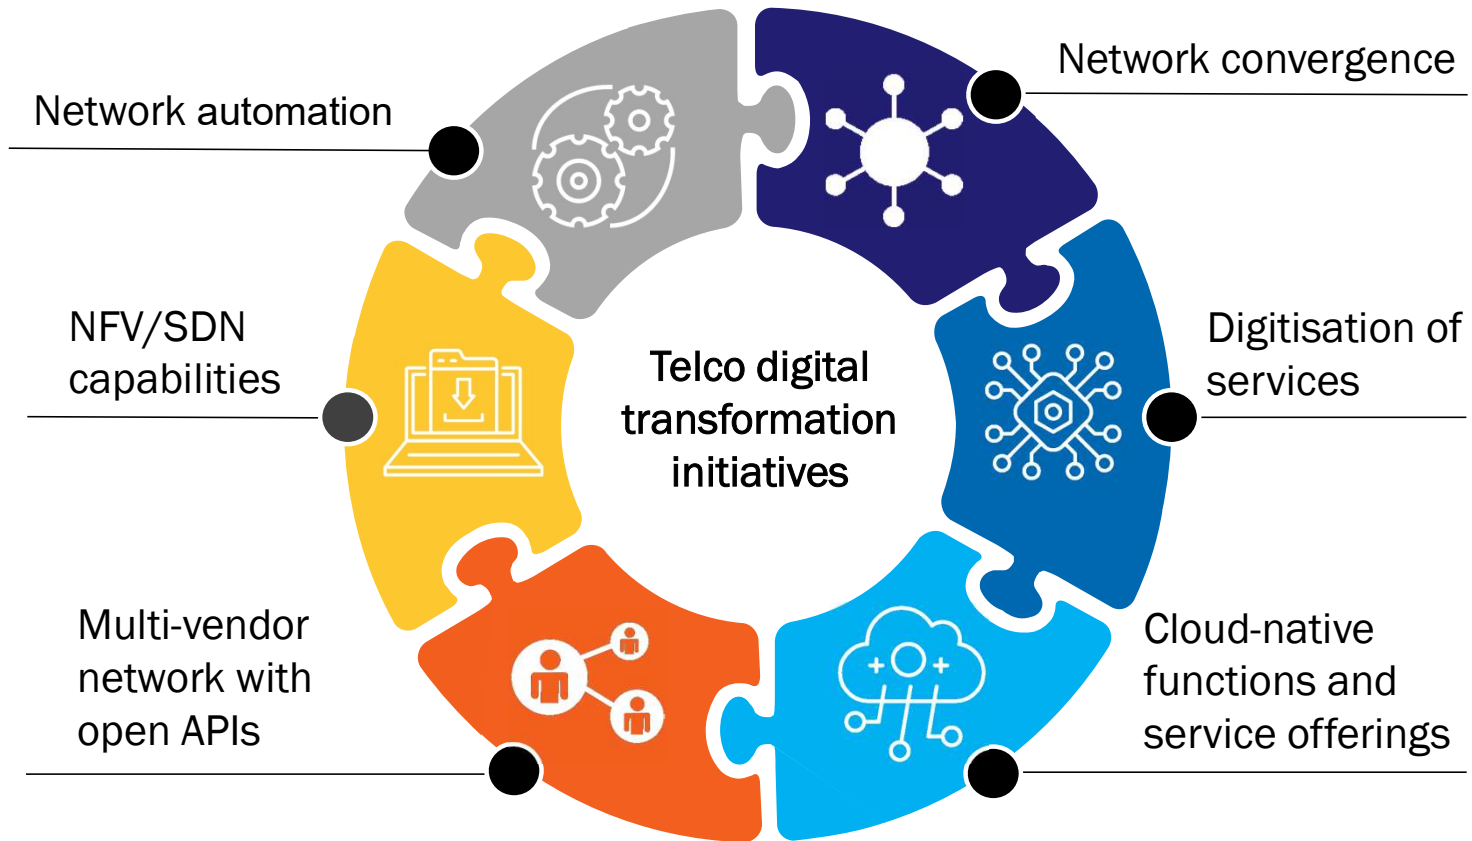 Network convergence
Network automation
NFV/SDN
capabilities
Digitisation of
services
Telco digital
transformation
initiatives
Multi-vendor
network with
open APIs
Cloud-native
functions and
service offerings